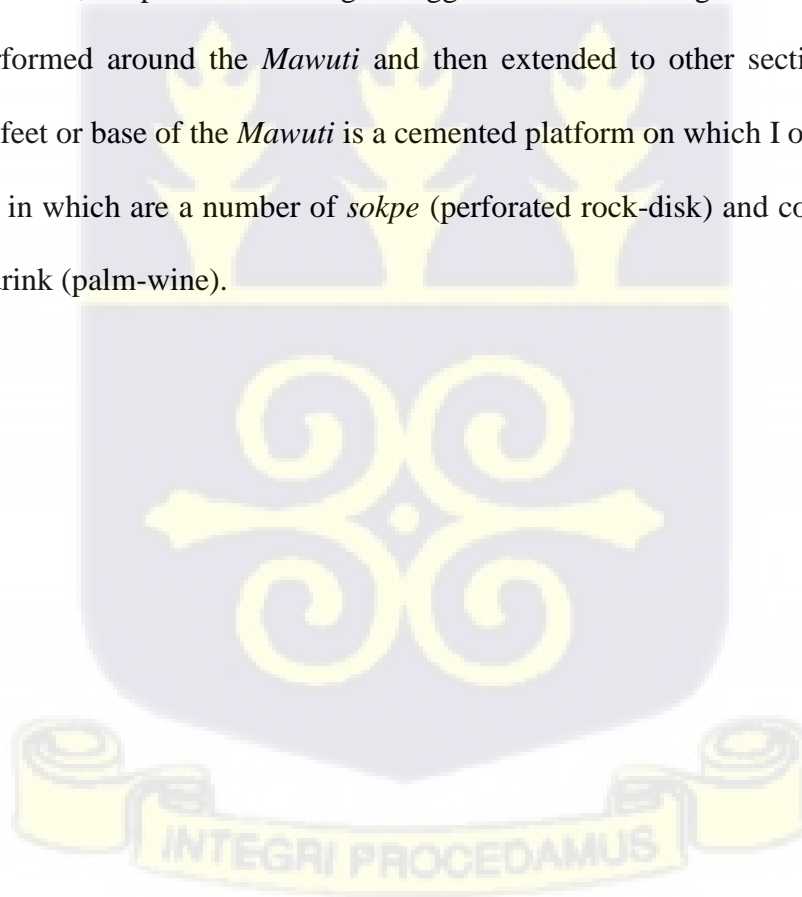 formed around the Mawuti and then extended to other secti
feet or base of the Mawuti is a cemented platform on which I o
in which are a number of sokpe (perforated rock-disk) and co
rink (palm-wine).
INTEGRI PROCEDAMUS